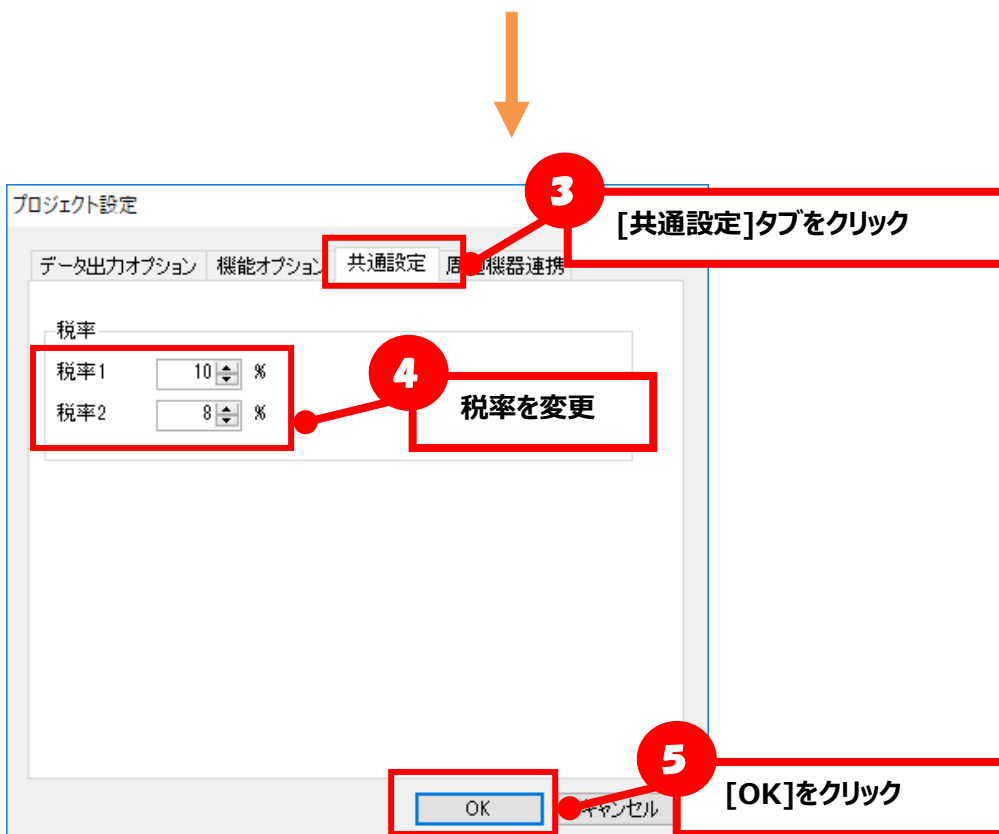 3
[共通設定]タブをクリック
プロジェクト設定
データ出力オプション 機能オプション 共通設定 機器連携
税率
税率1 10 %
4
税率を変更
税率2 8 %
5
[OK]をクリック
OK キャンセル